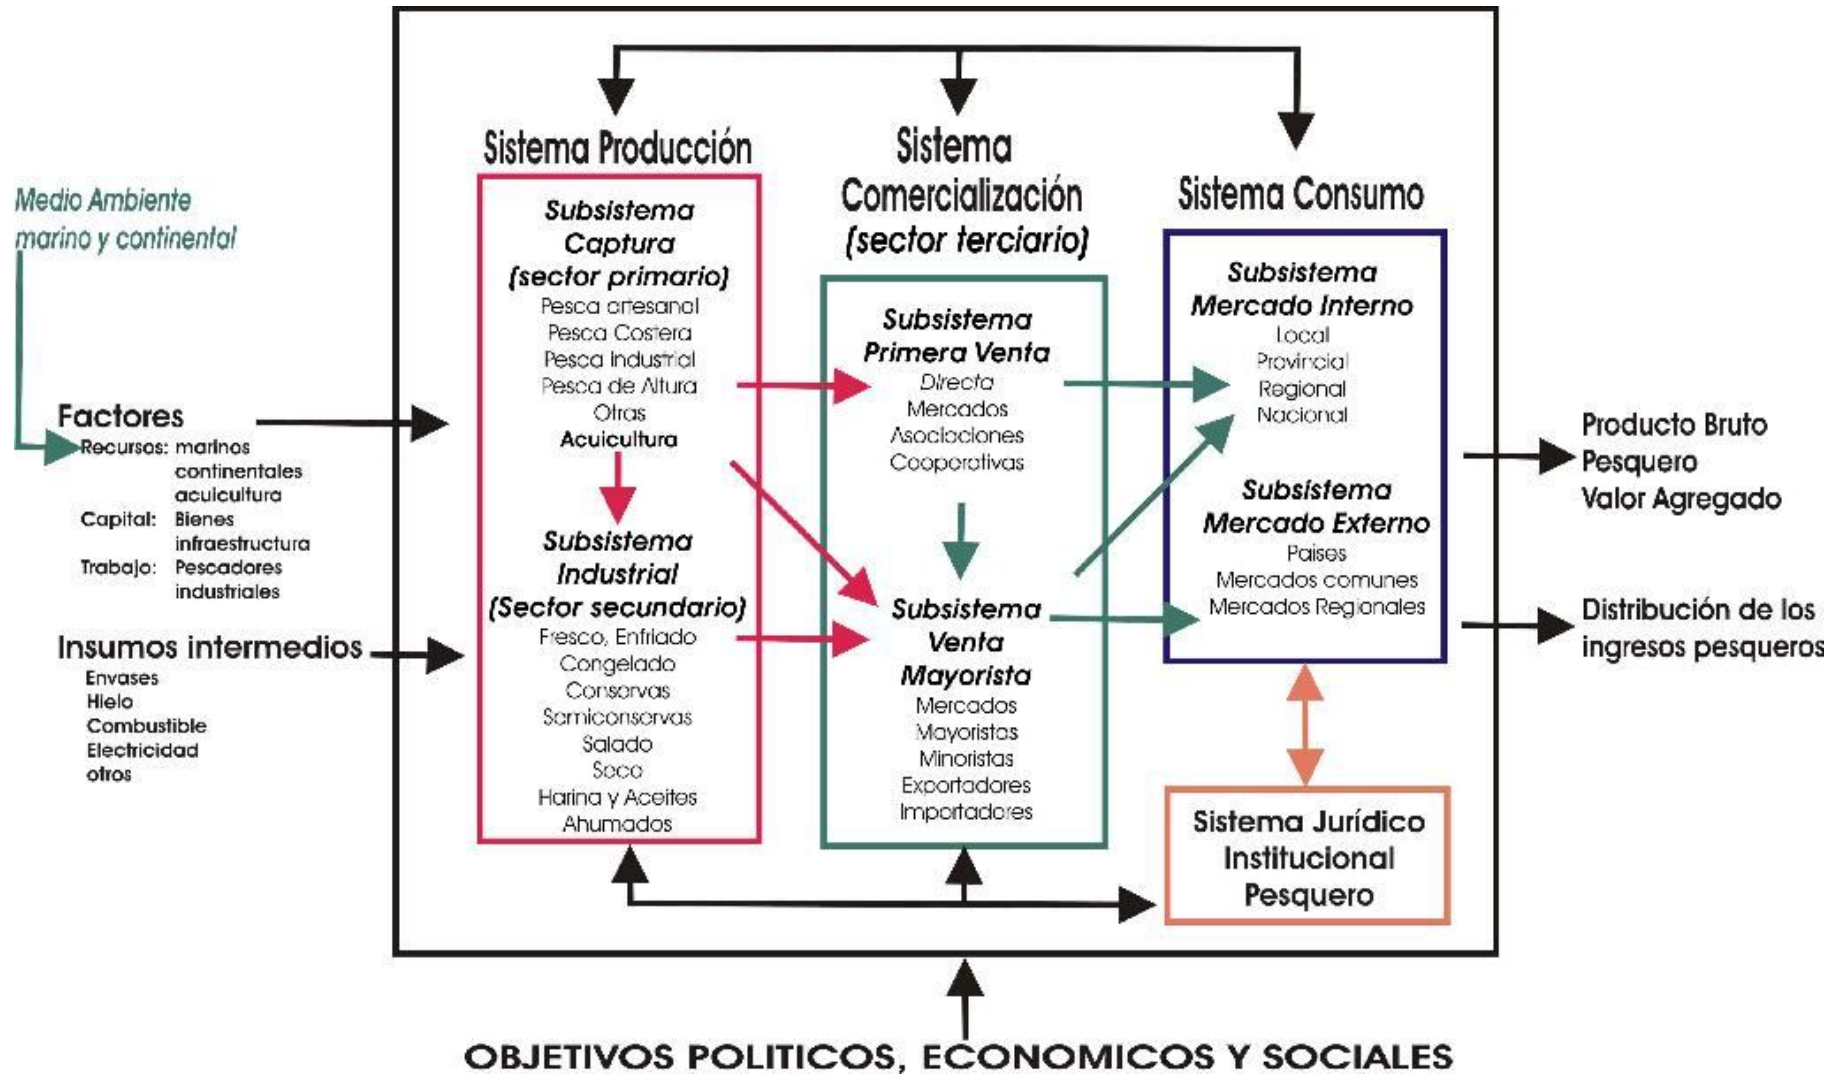 Medio Ambiente
marino y continental
Factores
Recursos: marinos
continentales
acuicultura
Capital: Bienes
infraestructura
Trabajo: Pescadores
industriales
Insumos intermedios
Envases
Hielo
Combustible
Electricidad
otros
Sistema Producción
Subsistema
Captura
(sector primario)
Pesca artesanal
Pesca Costera
Pesca industrial
Pesca de Altura
Otras
Acuicultura
Subsistema
Industrial
(Sector secundario)
Fresco, Enfriado
Congelado
Conservas
Semiconservas
Salado
Seco
Harina y Aceites
Ahumados
Sistema
Comercialización
(sector terciario)
Subsistema
Primera Venta
Directa
Mercados
Asociaciones
Cooperativas
Subsistema
Venta
Mayorista
Mercados
Mayoristas
Minoristas
Exportadores
Importadores
Sistema Consumo
Subsistema
Mercado Interno
Local
Provincial
Regional
Nacional
Subsistema
Mercado Externo
Paises
Mercados comunes
Mercados Regionales
Sistema Jurídico
Institucional
Pesquero
Producto Bruto
Pesquero
Valor Agregado
Distribución de los
ingresos pesqueros
OBJETIVOS POLITICOS, ECONOMICOS Y SOCIALES